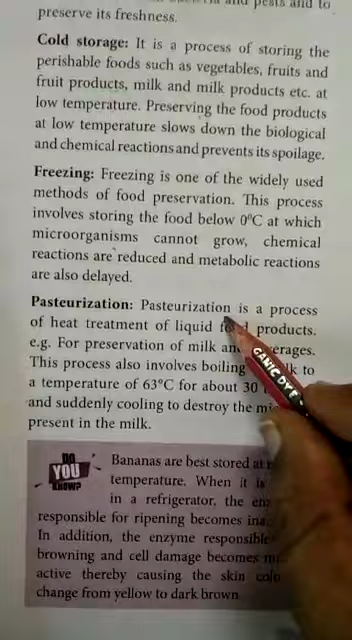 and pests and to
preserve its freshness.
Cold storage: It is a process of storing the
perishable foods such as vegetables, fruits and
fruit products, milk and milk products etc. at
low temperature. Preserving the food products
at low temperature slows down the biological
and chemical reactions and prevents its spoilage.
Freezing: Freezing is one of the widely used
methods of food preservation. This process
involves storing the food below 0°C at which
microorganisms cannot grow, chemical
reactions are reduced and metabolic reactions
are also delayed.
Pasteurization: Pasteurization is a process
of heat treatment of liquid products.
e.g. For preservation of milk
This process also involves boiling to
a temperature of 63°C for about 30
and suddenly cooling to destroy the
present in the milk.
DO
YOU
KNOW?
Bananas are best stored at
temperature. When it is
in a refrigerator, the
responsible for ripening becomes
In addition, the enzyme responsible
browning and cell damage becomes
active thereby causing the skin
change from yellow to dark brown
GANIC DYE